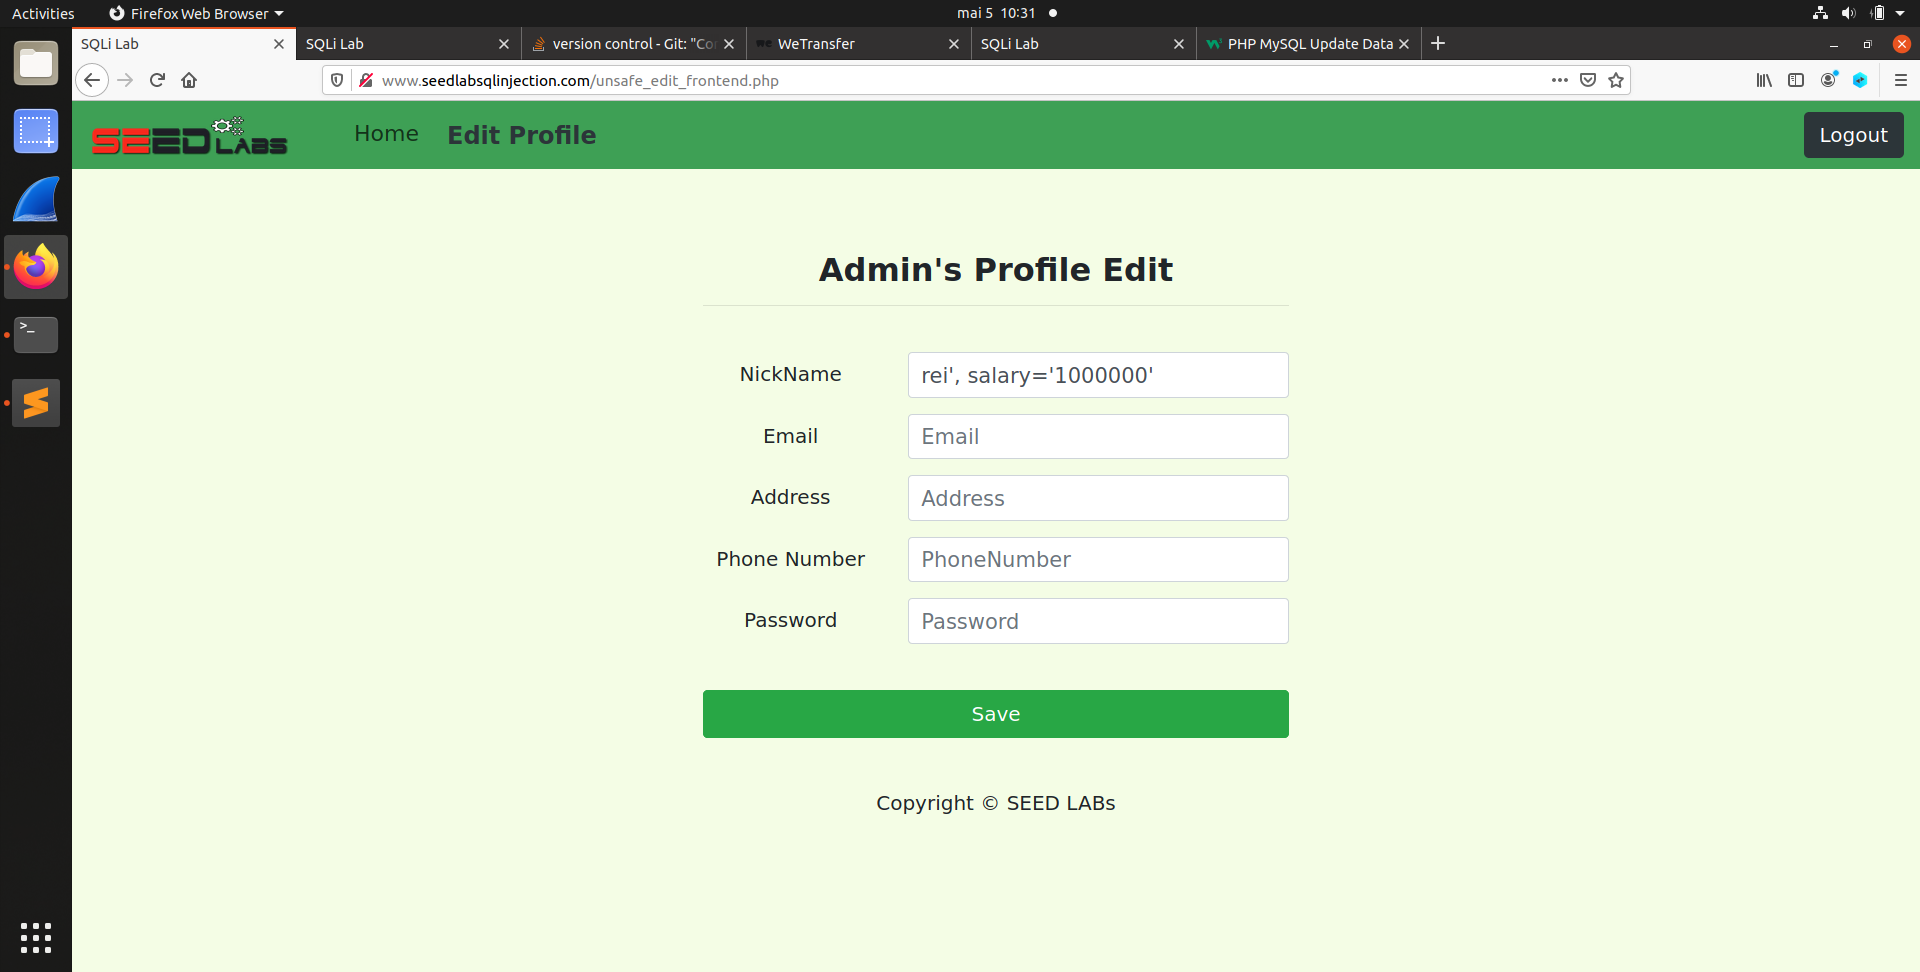 Activities Firefox Web Browser mai 5 10:31
SQLi Lab SQLi Lab version control - Git: "Co WeTransfer SQLi Lab PHP MySQL Update Data
www.seedlabsqlinjection.com/unsafe_edit_frontend.php
SEED LABS Home Edit Profile Logout
Admin's Profile Edit
NickName rei', salary='1000000'
Email Email
Address Address
Phone Number PhoneNumber
Password Password
Save
Copyright © SEED LABs